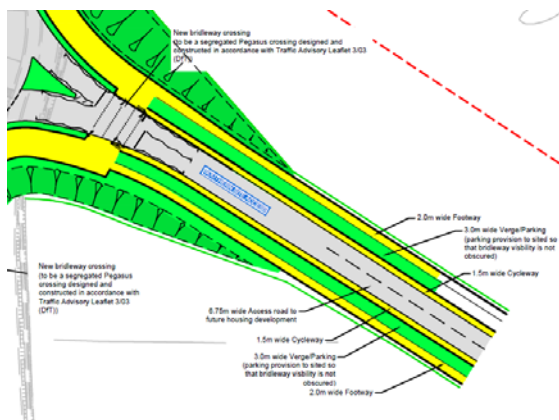 New bridleway crossing
(to be a segregated Pegasus crossing designed and
constructed in accordance with Traffic Advisory Leaflet 3/03
(DfT))
2.0m wide Footway
3.0m wide Verge/Parking
(parking provision to sited so
that bridleway visbility is not
obscured)
1.5m wide Cycleway
New bridleway crossing
(to be a segregated Pegasus
crossing designed and
constructed in accordance with
Traffic Advisory Leaflet 3/03
(DfT))
6.75m wide Access road to
future housing development
1.5m wide Cycleway
3.0m wide Verge/Parking
(parking provision to sited so
that bridleway visbility is not
obscured)
2.0m wide Footway